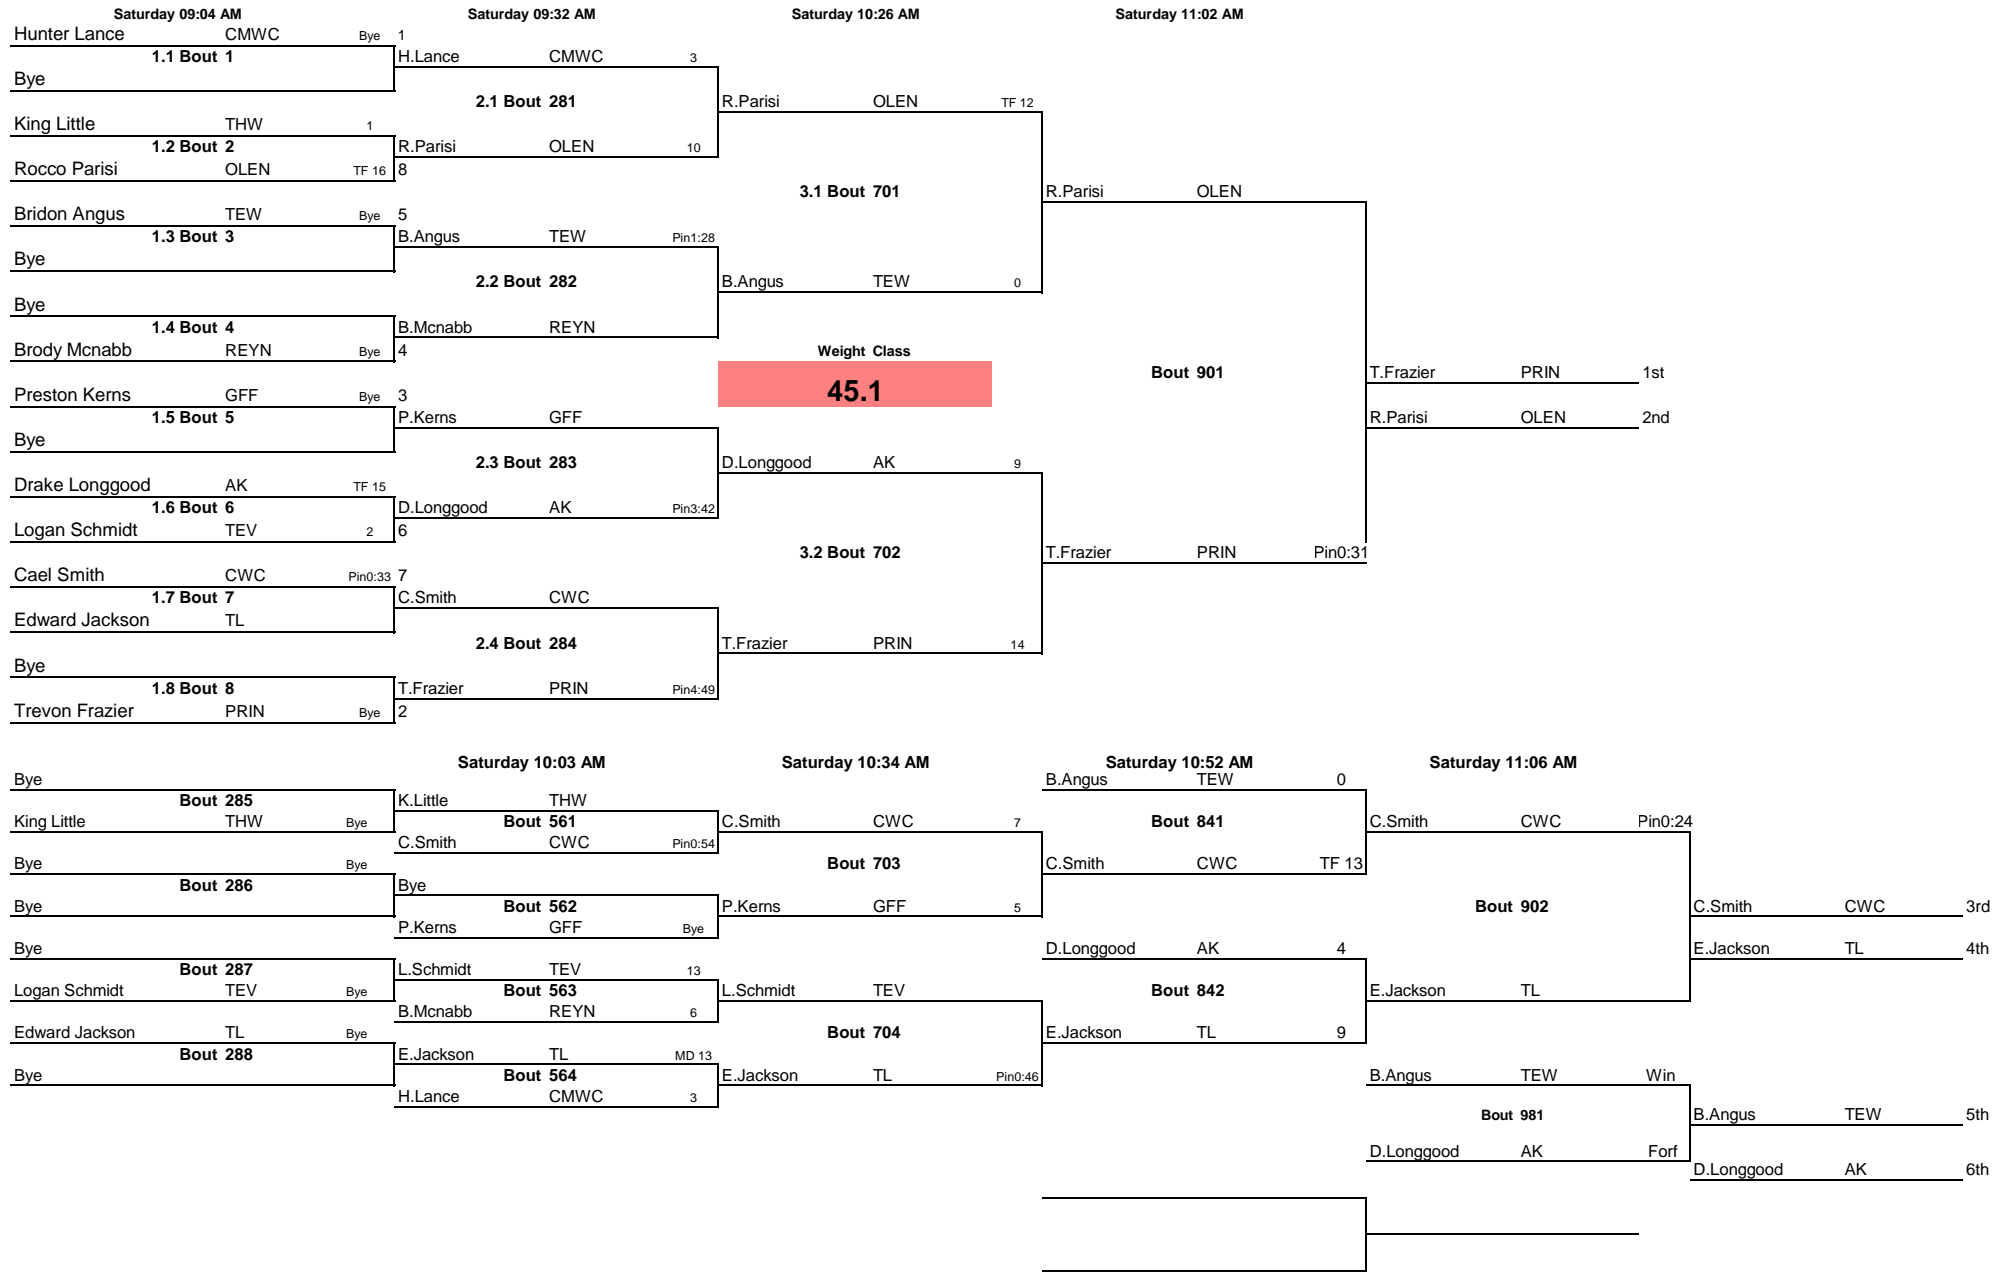 Saturday 09:04 AM Saturday 09:32 AM Saturday 10:26 AM Saturday 11:02 AM
Hunter Lance CMWC Bye 1
1.1 Bout 1 H.Lance CMWC 3
Bye
2.1 Bout 281 R.Parisi OLEN TF 12
King Little THW 1
1.2 Bout 2 R.Parisi OLEN 10
Rocco Parisi OLEN TF 16 8
3.1 Bout 701 R.Parisi OLEN
Bridon Angus TEW Bye 5
1.3 Bout 3 B.Angus TEW Pin1:28
Bye
2.2 Bout 282 B.Angus TEW 0
Bye
1.4 Bout 4 B.Mcnabb REYN
Brody Mcnabb REYN Bye 4 Weight Class
Bout 901 T.Frazier PRIN 1st
Preston Kerns GFF Bye 3 45.1
1.5 Bout 5 P.Kerns GFF R.Parisi OLEN 2nd
Bye
2.3 Bout 283 D.Longgood AK 9
Drake Longgood AK TF 15
1.6 Bout 6 D.Longgood AK Pin3:42
Logan Schmidt TEV 2 6
3.2 Bout 702 T.Frazier PRIN Pin0:31
Cael Smith CWC Pin0:33 7
1.7 Bout 7 C.Smith CWC
Edward Jackson TL
2.4 Bout 284 T.Frazier PRIN 14
Bye
1.8 Bout 8 T.Frazier PRIN Pin4:49
Trevon Frazier PRIN Bye 2
Saturday 10:03 AM Saturday 10:34 AM Saturday 10:52 AM Saturday 11:06 AM
Bye B.Angus TEW 0
Bout 285 K.Little THW
King Little THW Bye Bout 561 C.Smith CWC 7 Bout 841 C.Smith CWC Pin0:24
C.Smith CWC Pin0:54
Bye Bye Bout 703 C.Smith CWC TF 13
Bout 286 Bye
Bye Bout 562 P.Kerns GFF 5 Bout 902 C.Smith CWC 3rd
P.Kerns GFF Bye
Bye D.Longgood AK 4 E.Jackson TL 4th
Bout 287 L.Schmidt TEV 13
Logan Schmidt TEV Bye Bout 563 L.Schmidt TEV Bout 842 E.Jackson TL
B.Mcnabb REYN 6
Edward Jackson TL Bye Bout 704 E.Jackson TL 9
Bout 288 E.Jackson TL MD 13
Bye Bout 564 E.Jackson TL Pin0:46 B.Angus TEW Win
H.Lance CMWC 3
Bout 981 B.Angus TEW 5th
D.Longgood AK Forf
D.Longgood AK 6th